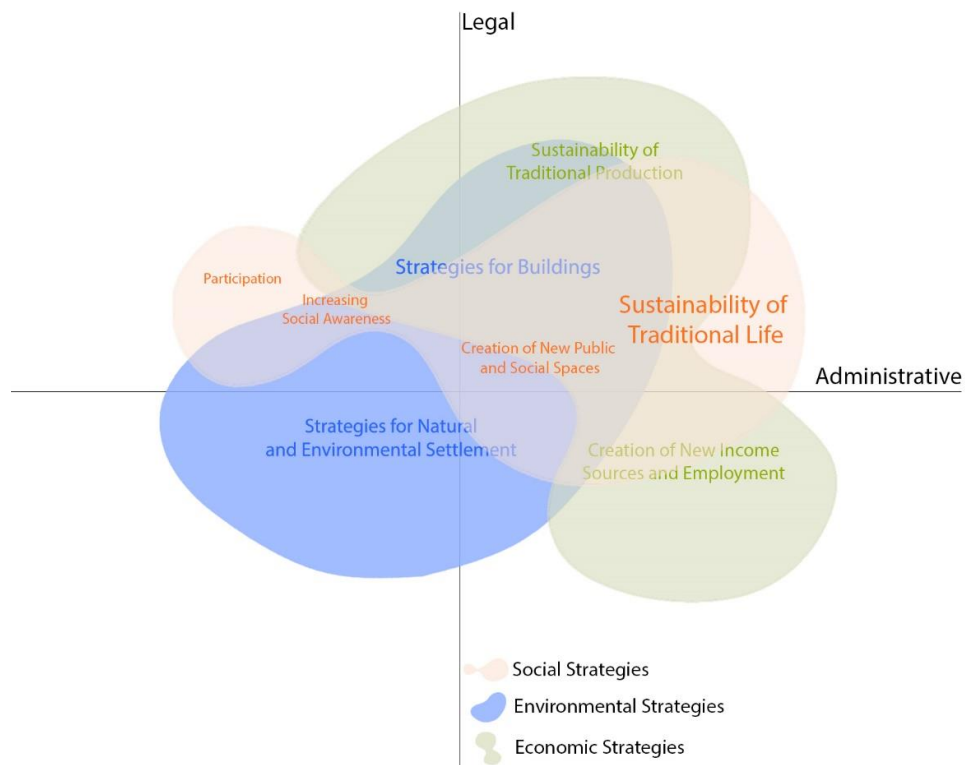 Legal
Sustainability of
Traditional Production
Strategies for Buildings
Participation
Increasing
Social Awareness
Sustainability of
Traditional Life
Creation of New Public
and Social Spaces
Administrative
Strategies for Natural
and Environmental Settlement
Creation of New Income
Sources and Employment
Social Strategies
Environmental Strategies
Economic Strategies